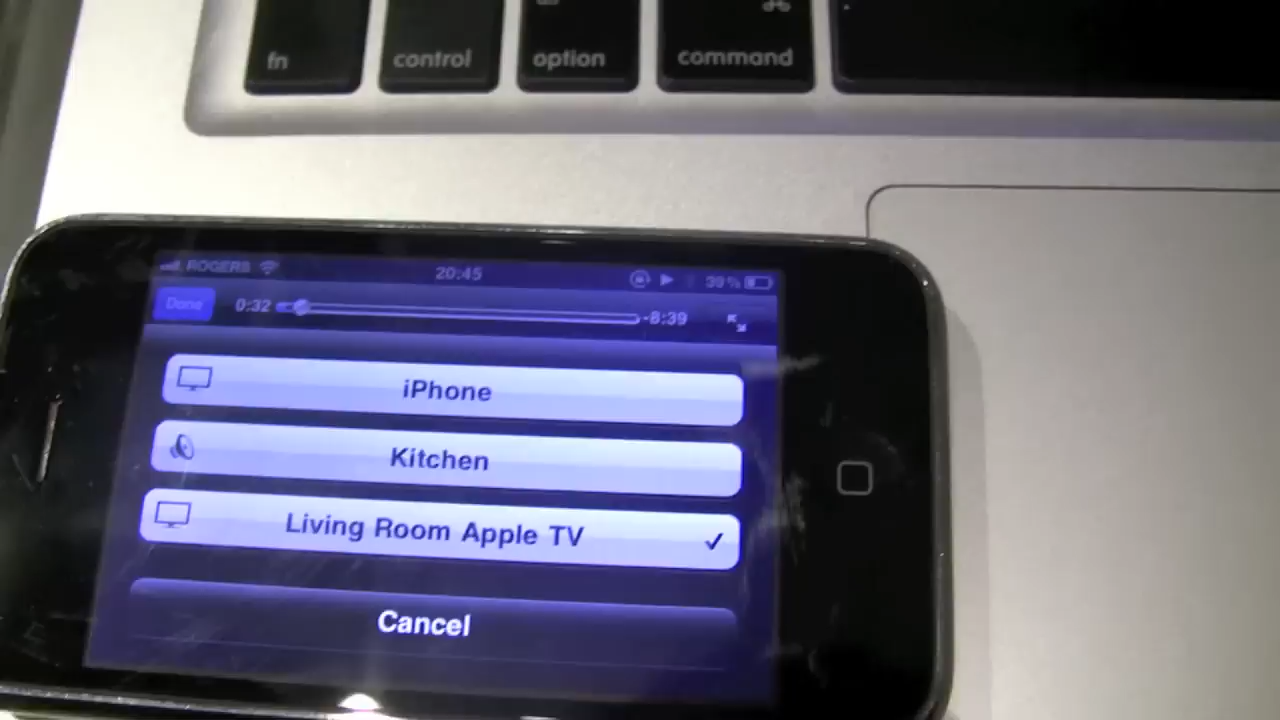 fn control option command
ROGERS 20:45 39%
Done 0:32 -8:39
iPhone
Kitchen
Living Room Apple TV
Cancel